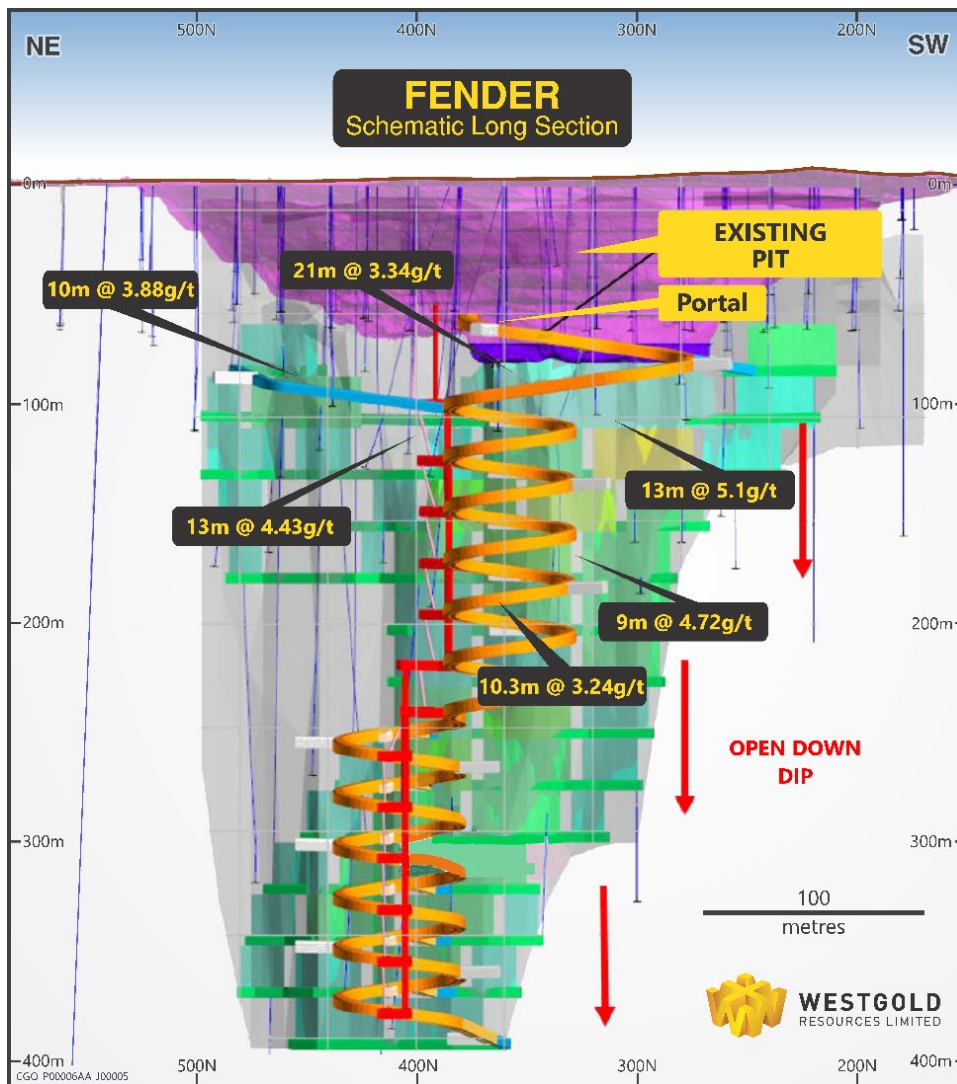 500N
400N
300N
200N
NE
SW
FENDER
Schematic Long Section
0m
0m
EXISTING
PIT
21m @ 3.34g/t
10m @ 3.88g/t
Portal
100m
100m
13m @ 5.1g/t
13m @ 4.43g/t
9m @ 4.72g/t
200m
200m
10.3m @ 3.24g/t
OPEN DOWN
DIP
300m
300m
100
metres
WESTGOLD
RESOURCES LIMITED
400m
400m
CGO P00006AA J00005
500N
400N
300N
200N